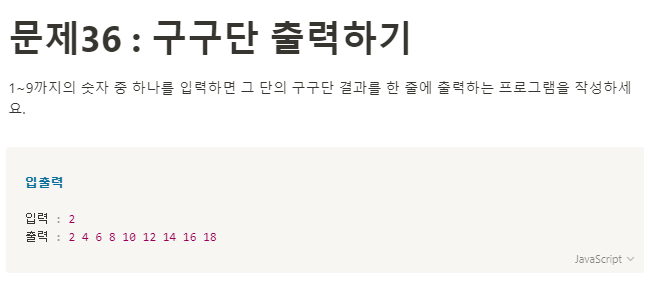 문제36 : 구구단 출력하기
1~9까지의 숫자 중 하나를 입력하면 그 단의 구구단 결과를 한 줄에 출력하는 프로그램을 작성하세
요.
입출력
입력 : 2
출력 : 2 4 6 8 10 12 14 16 18
JavaScript